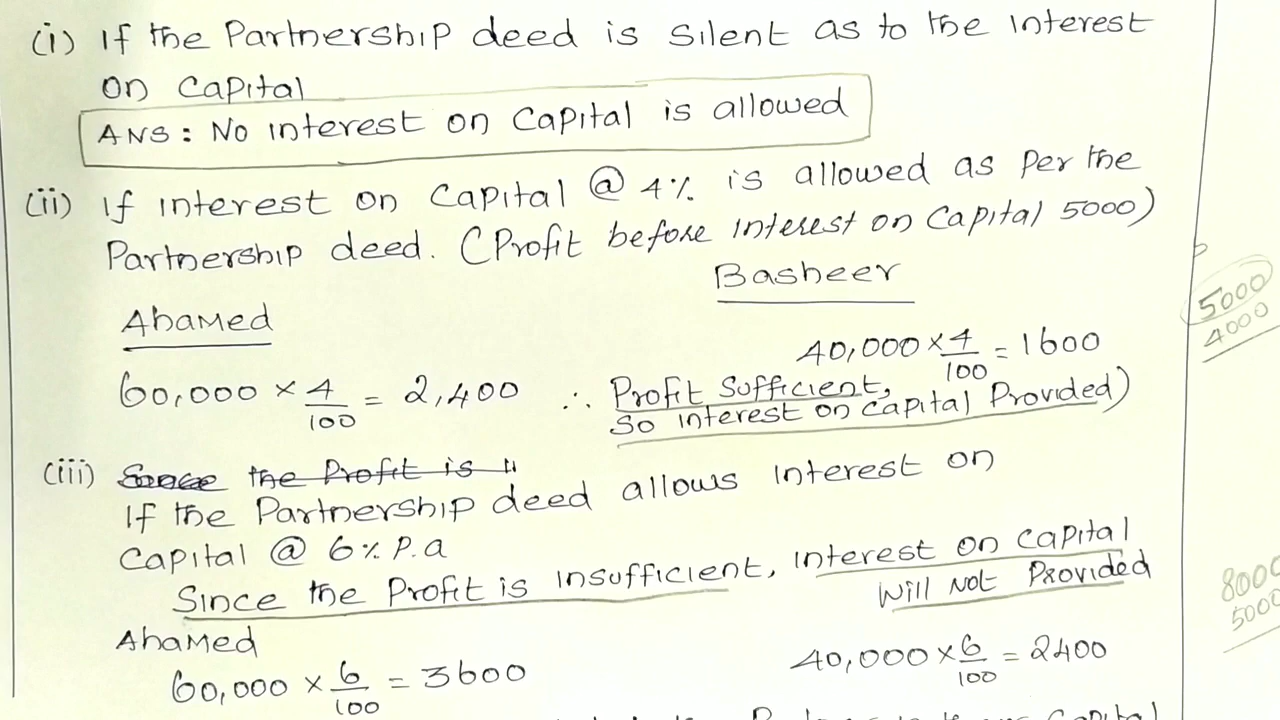 (i) If the Partnership deed is silent as to the interest
on capital
ANS: No interest on capital is allowed
(ii) If interest on capital @ 4% is allowed as per the
Partnership deed. (Profit before interest on capital 5000)
Ahamed
Basheer
60,000 × 4/100 = 2,400
40,000 × 4/100 = 1600
∴ Profit sufficient,
So interest on capital Provided)
5000
4000
(iii) the Profit is
If the Partnership deed allows interest on
capital @ 6% P.a
Since the Profit is insufficient, interest on capital
Will Not Provided
8000
5000
Ahamed
60,000 × 6/100 = 3600
40,000 × 6/100 = 2400